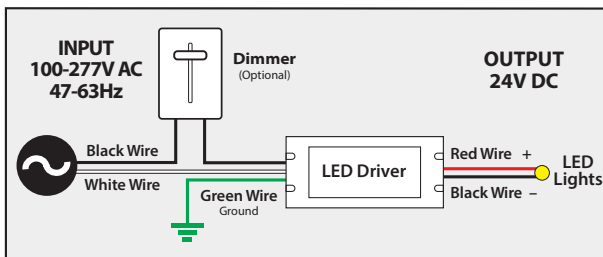 INPUT
100-277V AC
47-63Hz
Dimmer
(Optional)
OUTPUT
24V DC
Black Wire
White Wire
Green Wire
Ground
LED Driver
Red Wire +
Black Wire –
LED
Lights